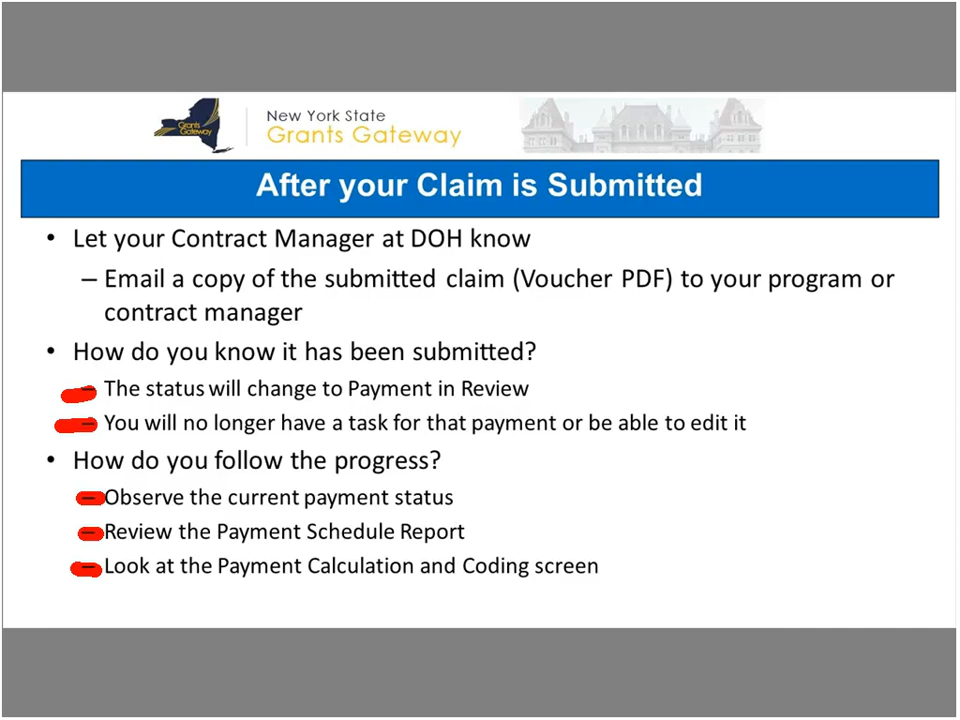 Grants
Gateway
New York State
Grants Gateway
After your Claim is Submitted
• Let your Contract Manager at DOH know
– Email a copy of the submitted claim (Voucher PDF) to your program or
contract manager
• How do you know it has been submitted?
– The status will change to Payment in Review
– You will no longer have a task for that payment or be able to edit it
• How do you follow the progress?
– Observe the current payment status
– Review the Payment Schedule Report
– Look at the Payment Calculation and Coding screen